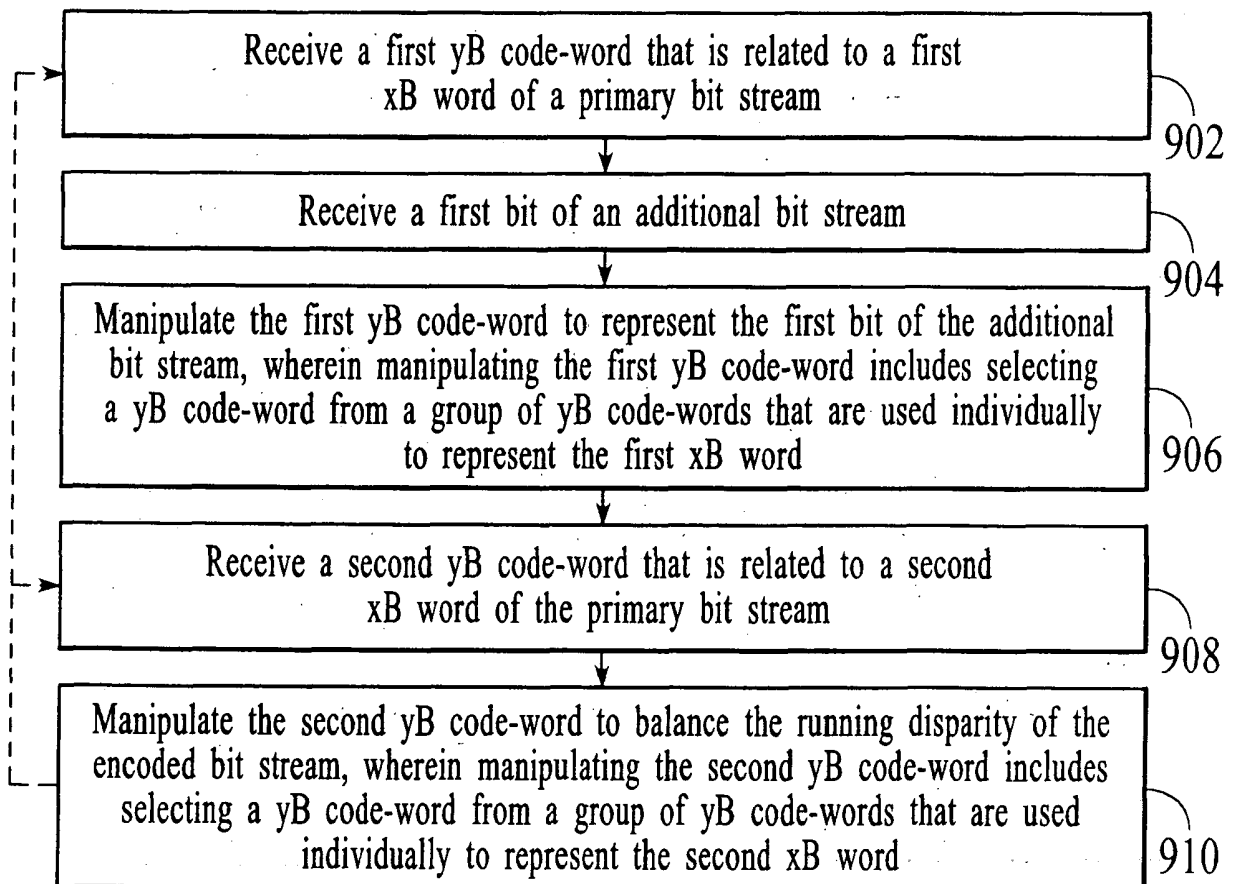 Receive a first yB code-word that is related to a first
xB word of a primary bit stream
902
Receive a first bit of an additional bit stream
904
Manipulate the first yB code-word to represent the first bit of the additional
bit stream, wherein manipulating the first yB code-word includes selecting
a yB code-word from a group of yB code-words that are used individually
to represent the first xB word
906
Receive a second yB code-word that is related to a second
xB word of the primary bit stream
908
Manipulate the second yB code-word to balance the running disparity of the
encoded bit stream, wherein manipulating the second yB code-word includes
selecting a yB code-word from a group of yB code-words that are used
individually to represent the second xB word
910